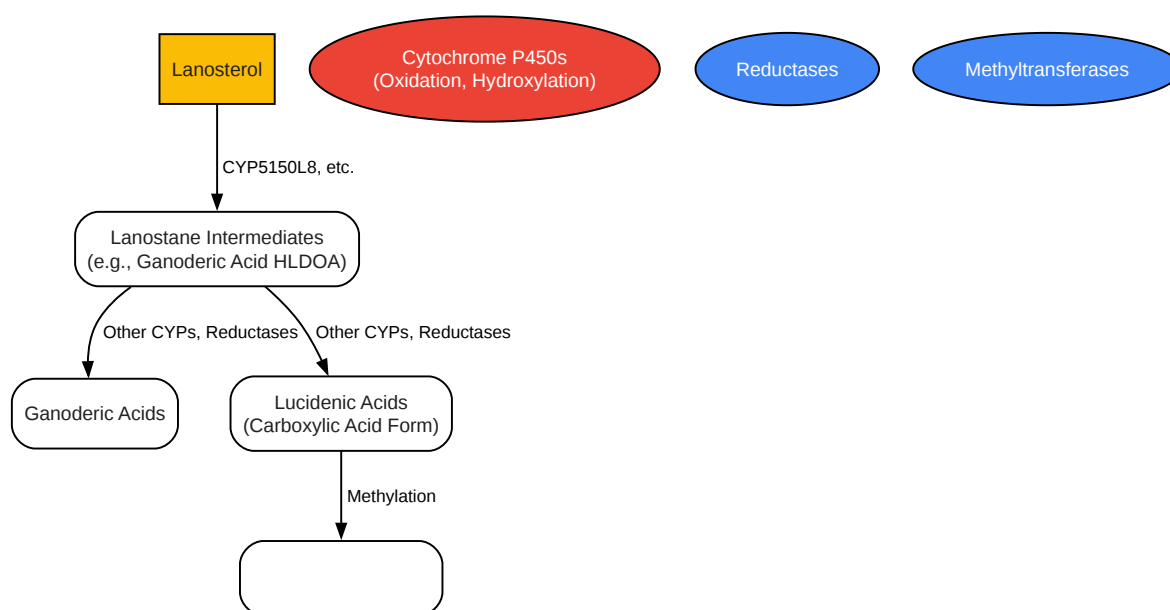 Lanosterol
Cytochrome P450s
(Oxidation, Hydroxylation)
Reductases
Methyltransferases
CYP5150L8, etc.
Lanostane Intermediates
(e.g., Ganoderic Acid HLDOA)
Other CYPs, Reductases
Other CYPs, Reductases
Ganoderic Acids
Lucidenic Acids
(Carboxylic Acid Form)
Methylation